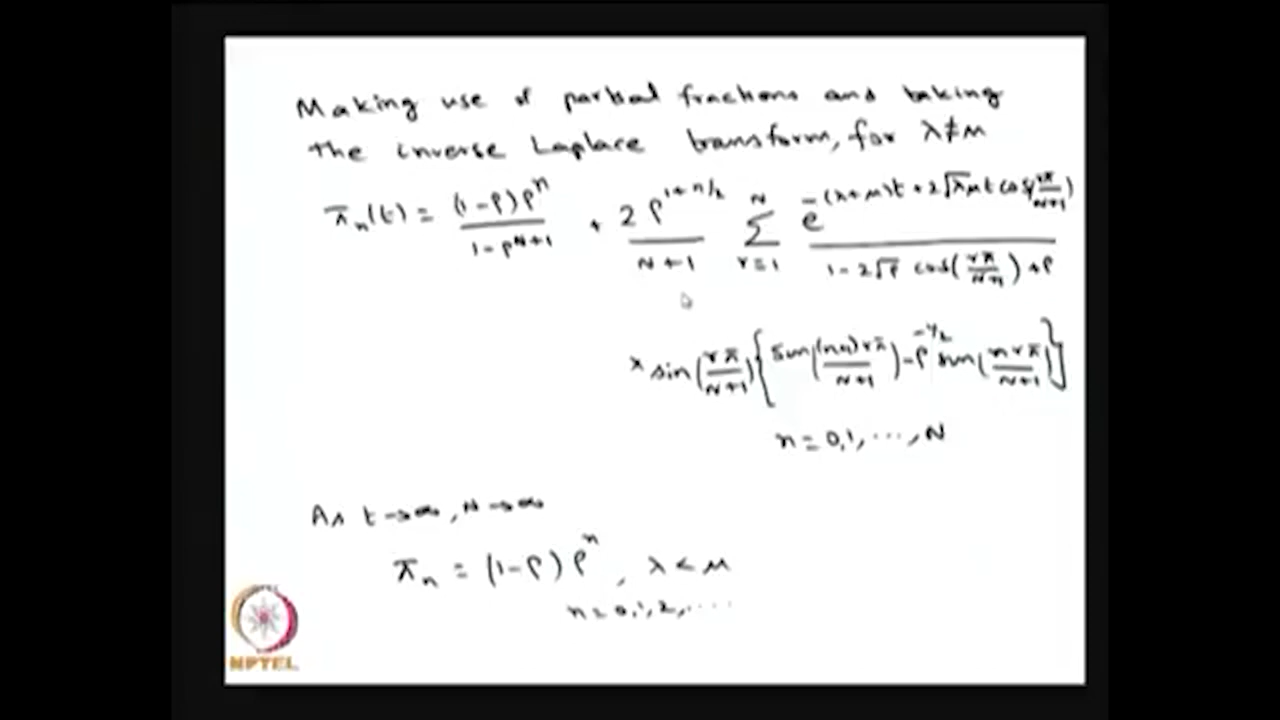 Making use of partial fractions and taking
the inverse Laplace transform, for λ≠μ
π_n(t) = (1-ρ)ρ^n / (1-ρ^{N+1}) + 2ρ^{1+n/2} / (N+1) Σ_{r=1}^{N} e^{-(λ+μ)t + 2√(λμ) t cos(rπ/(N+1))} / (1-2√ρ cos(rπ/(N+1)) + ρ)
× sin(rπ/(N+1)) { sin((n+1)rπ/(N+1)) - ρ^{-1/2} sin(nrπ/(N+1)) }
n = 0,1,...,N
As t→∞, N→∞
π_n = (1-ρ)ρ^n, λ<μ
n = 0,1,2,....
NPTEL